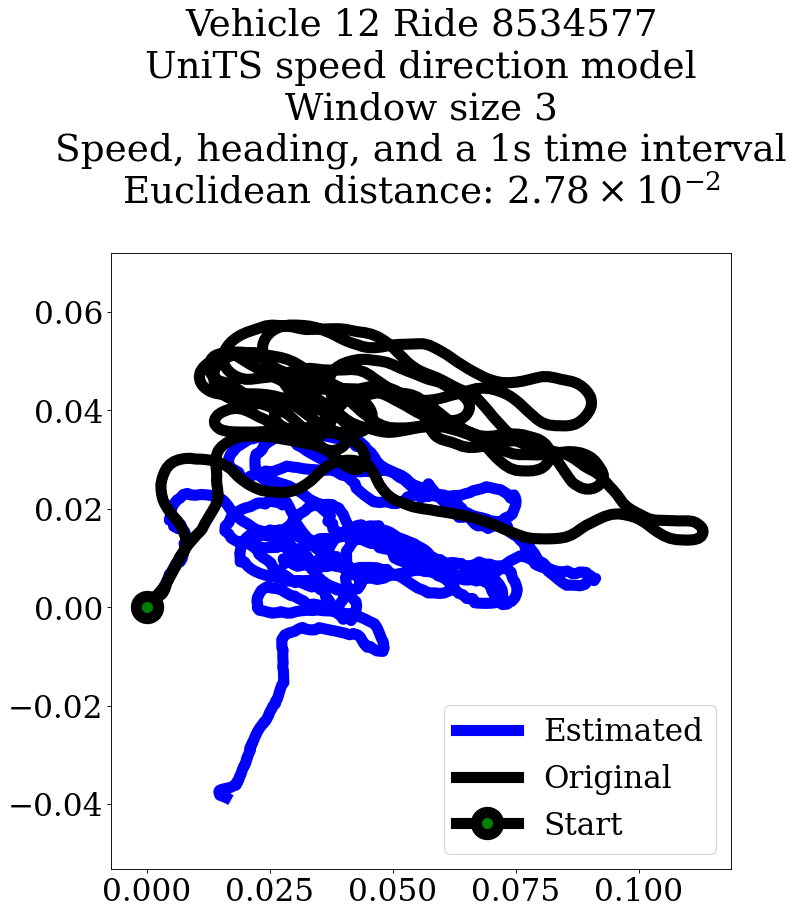 Vehicle 12 Ride 8534577
UniTS speed direction model
Window size 3
Speed, heading, and a 1s time interval
Euclidean distance: 2.78 × 10⁻²
0.06
0.04
0.02
0.00
−0.02
−0.04
Estimated
Original
Start
0.000 0.025 0.050 0.075 0.100